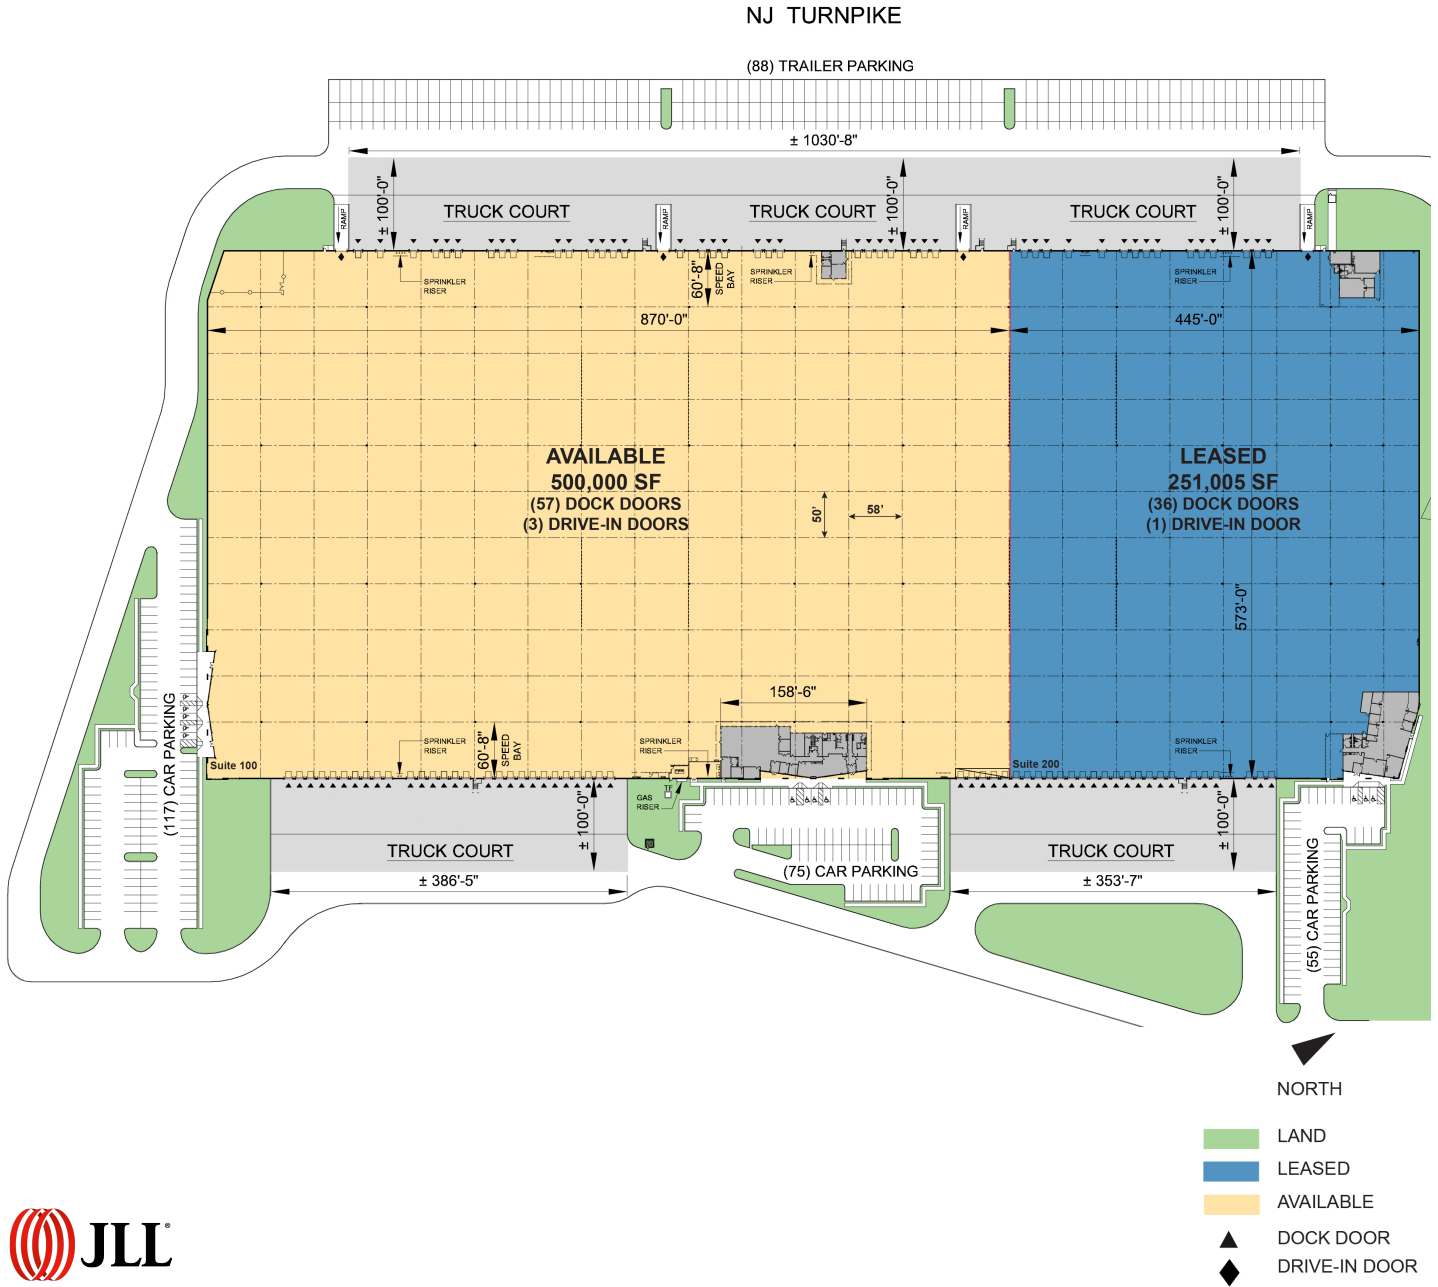 NJ TURNPIKE
(88) TRAILER PARKING
± 1030'-8"
± 100'-0"
± 100'-0"
± 100'-0"
TRUCK COURT
TRUCK COURT
TRUCK COURT
RAMP
RAMP
RAMP
RAMP
SPRINKLER
RISER
60'-8"
SPEED
BAY
SPRINKLER
RISER
SPRINKLER
RISER
870'-0"
445'-0"
AVAILABLE
500,000 SF
(57) DOCK DOORS
(3) DRIVE-IN DOORS
50'
58'
LEASED
251,005 SF
(36) DOCK DOORS
(1) DRIVE-IN DOOR
573'-0"
158'-6"
(117) CAR PARKING
SPRINKLER
RISER
60'-8"
SPEED
BAY
SPRINKLER
RISER
SPRINKLER
RISER
Suite 100
Suite 200
TF
GAS
RISER
± 100'-0"
± 100'-0"
TRUCK COURT
TRUCK COURT
(75) CAR PARKING
± 386'-5"
± 353'-7"
(55) CAR PARKING
NORTH
LAND
LEASED
AVAILABLE
DOCK DOOR
DRIVE-IN DOOR
JLL®